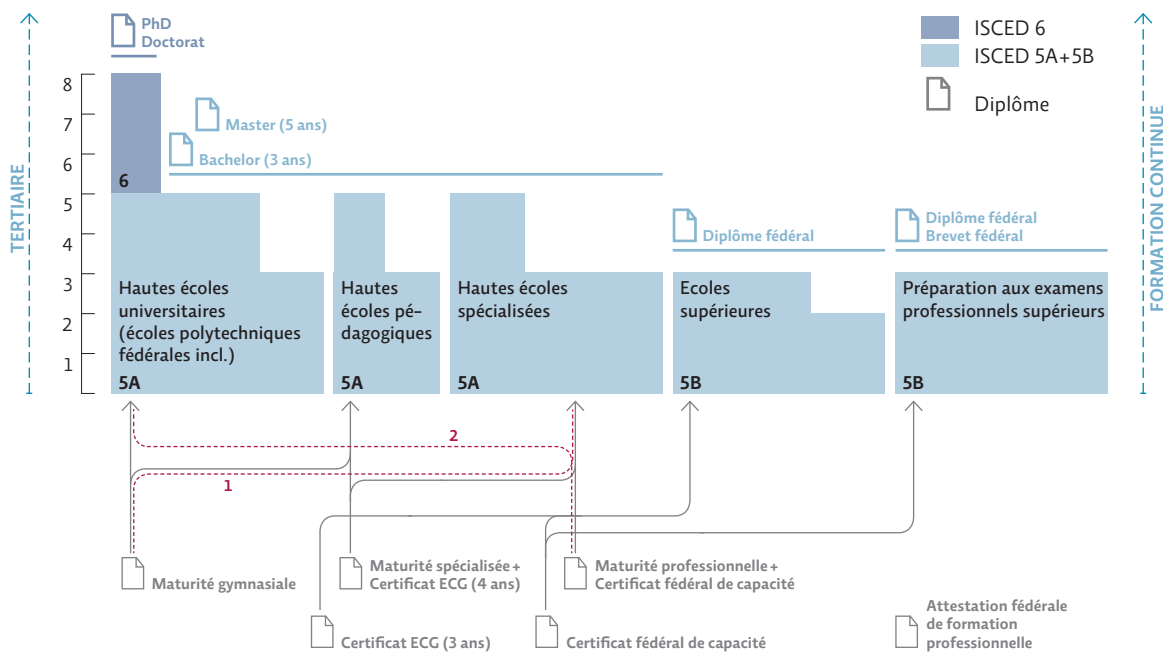 PhD
Doctorat
ISCED 6
ISCED 5A+5B
Diplôme
TERTIAIRE
FORMATION CONTINUE
8
7
6
5
4
3
2
1
Master (5 ans)
Bachelor (3 ans)
6
Diplôme fédéral
Diplôme fédéral
Brevet fédéral
Hautes écoles
universitaires
(écoles polytechniques
fédérales incl.)
5A
Hautes
écoles pé-
dagogiques
5A
Hautes écoles
spécialisées
5A
Ecoles
supérieures
5B
Préparation aux examens
professionnels supérieurs
5B
2
1
Maturité gymnasiale
Maturité spécialisée +
Certificat ECG (4 ans)
Maturité professionnelle +
Certificat fédéral de capacité
Certificat ECG (3 ans)
Certificat fédéral de capacité
Attestation fédérale
de formation
professionnelle